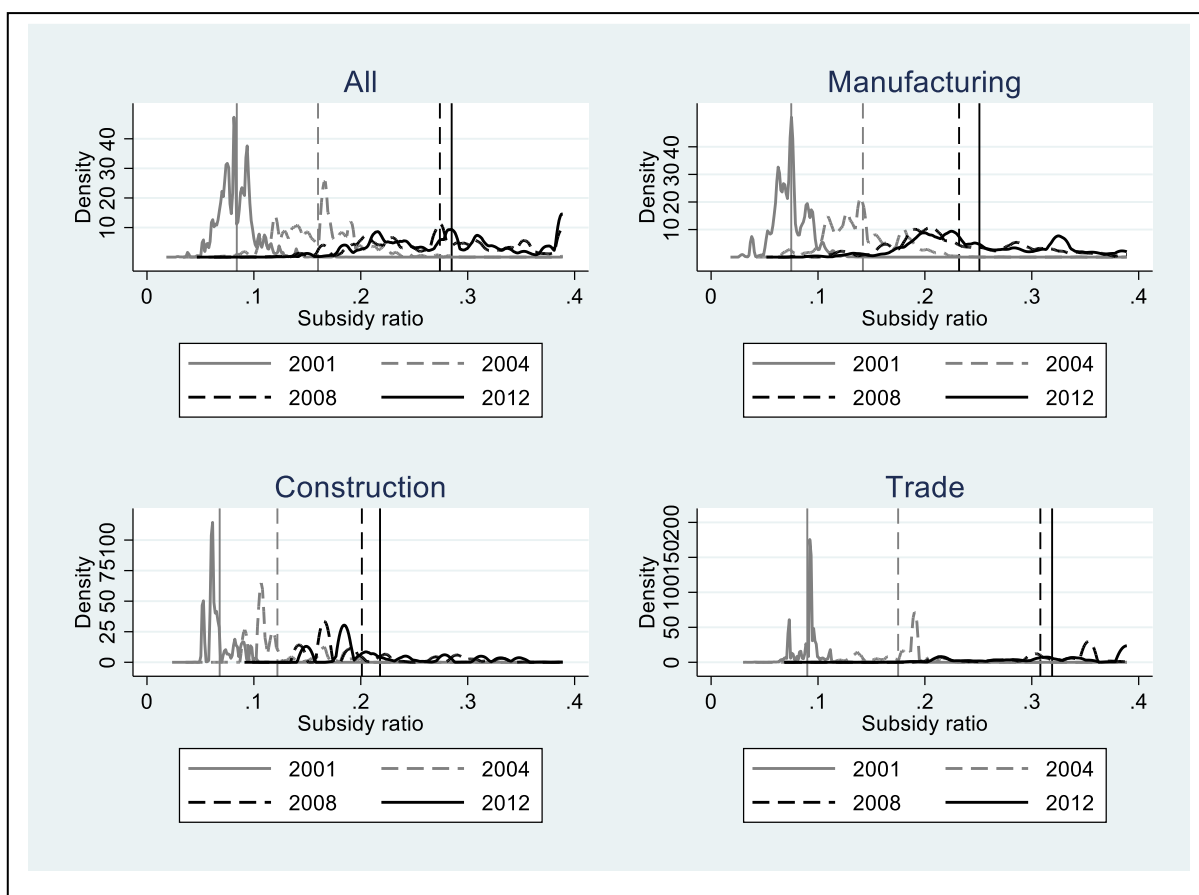 All
Density
10 20 30 40
0 .1 .2 .3 .4
Subsidy ratio
2001 2004
2008 2012
Manufacturing
Density
10 20 30 40
0 .1 .2 .3 .4
Subsidy ratio
2001 2004
2008 2012
Construction
Density
0 25 50 75 100
0 .1 .2 .3 .4
Subsidy ratio
2001 2004
2008 2012
Trade
Density
0 50 100 150 200
0 .1 .2 .3 .4
Subsidy ratio
2001 2004
2008 2012